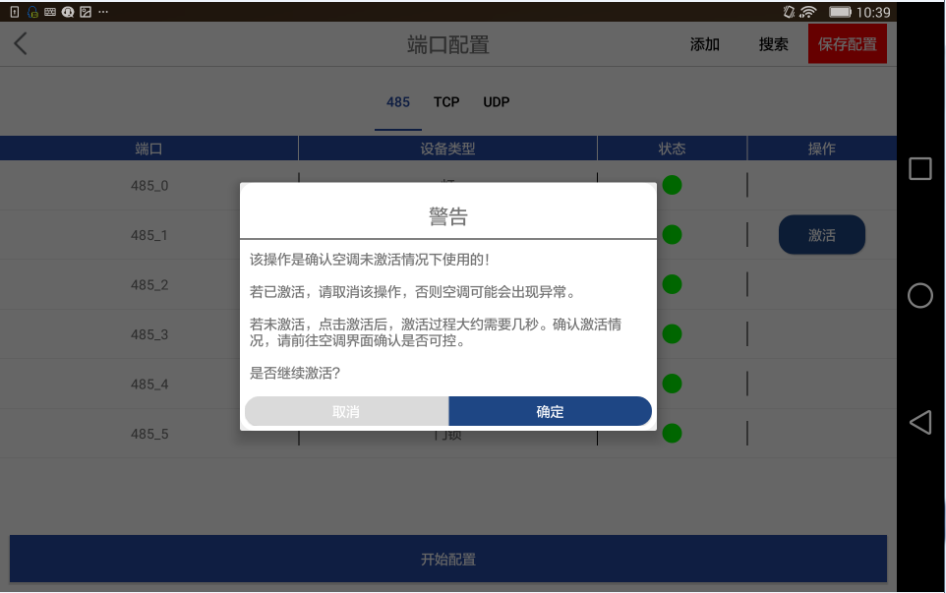 10:39
端口配置
添加
搜索
保存配置
485
TCP
UDP
端口
设备类型
状态
操作
485_0
485_1
激活
485_2
485_3
485_4
485_5
门锁
警告
该操作是确认空调未激活情况下使用的!
若已激活，请取消该操作，否则空调可能会出现异常。
若未激活，点击激活后，激活过程大约需要几秒。确认激活情
况，请前往空调界面确认是否可控。
是否继续激活?
取消
确定
开始配置